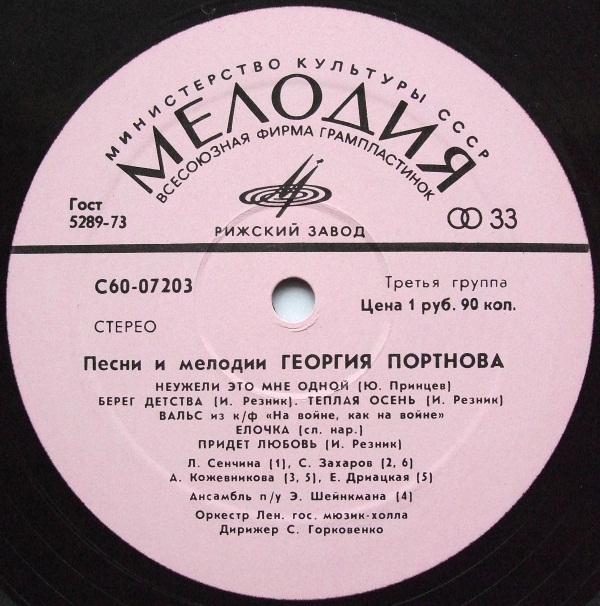 МИНИСТЕРСТВО КУЛЬТУРЫ СССР
МЕЛОДИЯ
ВСЕСОЮЗНАЯ ФИРМА ГРАМПЛАСТИНОК
Гост
5289-73
РИЖСКИЙ ЗАВОД
33
С60-07203
Третья группа
Цена 1 руб. 90 коп.
СТЕРЕО
Песни и мелодии ГЕОРГИЯ ПОРТНОВА
НЕУЖЕЛИ ЭТО МНЕ ОДНОЙ (Ю. Принцев)
БЕРЕГ ДЕТСТВА (И. Резник). ТЕПЛАЯ ОСЕНЬ (И. Резник)
ВАЛЬС из к/ф «На войне, как на войне»
ЕЛОЧКА (сл. нар.)
ПРИДЕТ ЛЮБОВЬ (И. Резник)
Л. Сенчина (1), С. Захаров (2, 6)
А. Кожевникова (3, 5), Е. Дриацкая (5)
Ансамбль п/у Э. Шейнкмана (4)
Оркестр Лен. гос. мюзик-холла
Дирижер С. Горковенко